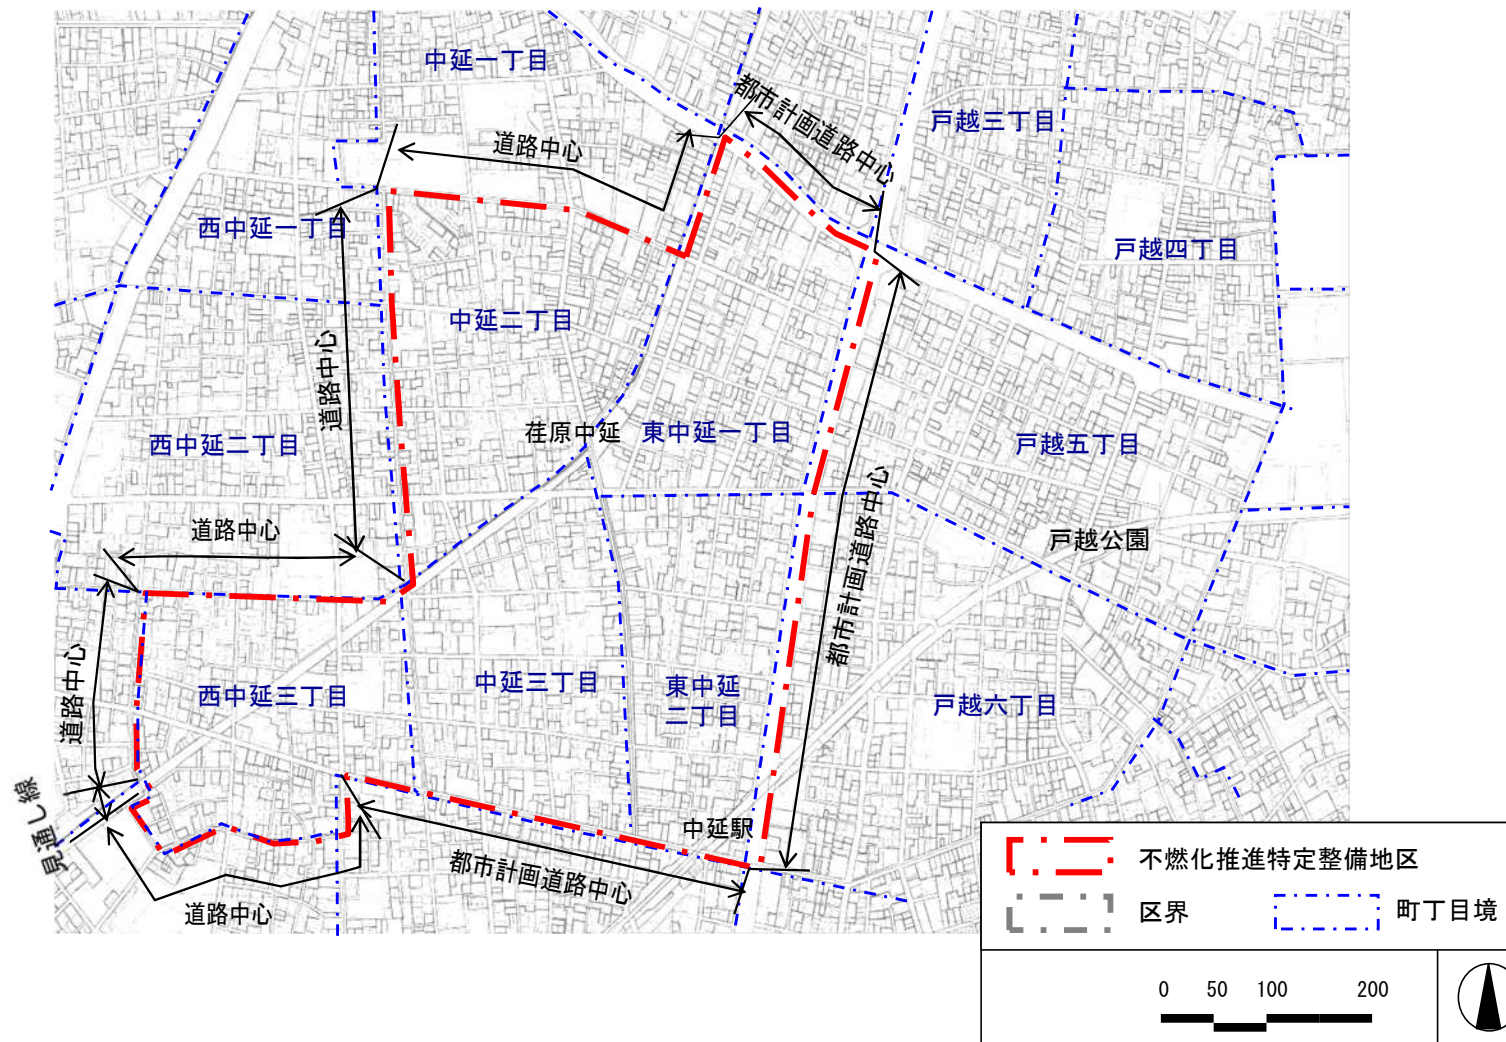 中延一丁目
都市計画道路中心
戸越三丁目
道路中心
西中延一丁目
戸越四丁目
中延二丁目
道路中心
西中延二丁目
荏原中延
東中延一丁目
戸越五丁目
道路中心
都市計画道路中心
戸越公園
道路中心
西中延三丁目
中延三丁目
東中延
二丁目
戸越六丁目
見通し線
中延駅
都市計画道路中心
道路中心
不燃化推進特定整備地区
区界
町丁目境
0 50 100 200